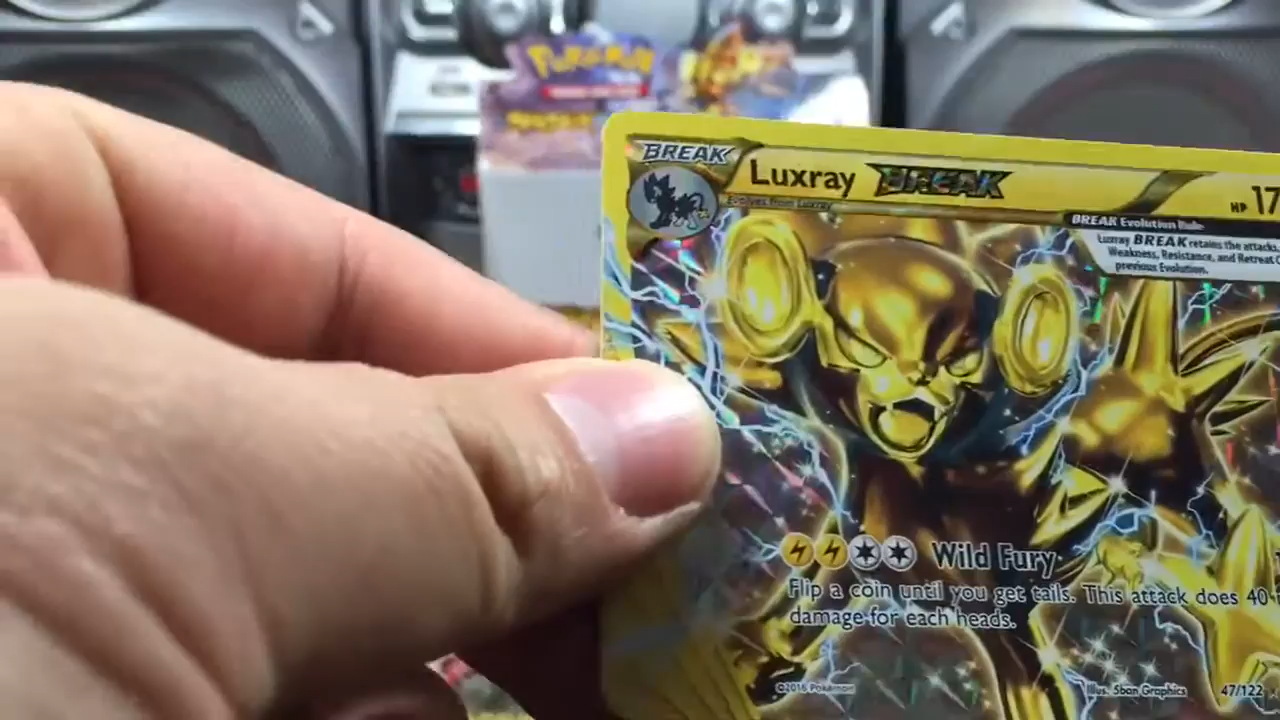 POKéMON
BREAK
Luxray BREAK
HP 17
Evolves from Luxray
BREAK Evolution Rule
Luxray BREAK retains the attacks,
Weakness, Resistance, and Retreat C
previous Evolution.
Wild Fury
Flip a coin until you get tails. This attack does 40
damage for each heads.
©2016 Pokémon
Illus. 5ban Graphics
47/122